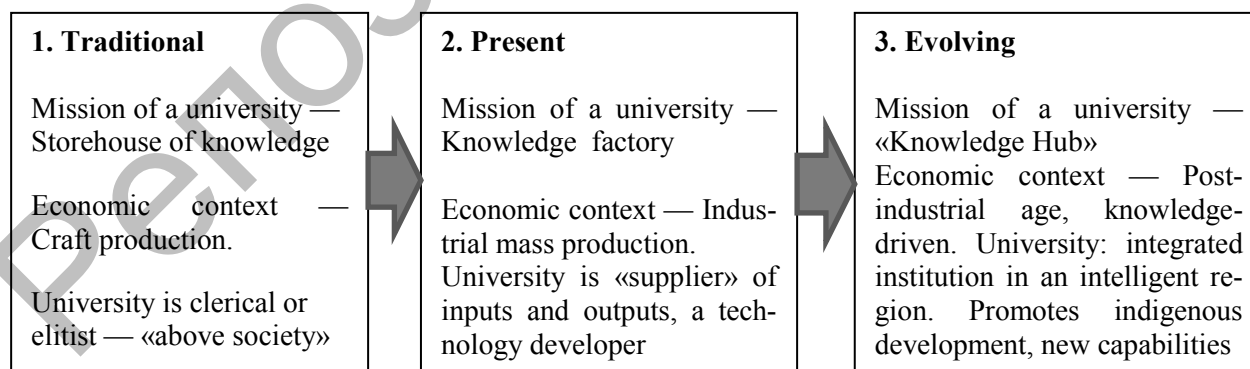 1. Traditional
Mission of a university —
Storehouse of knowledge
Economic context —
Craft production.
University is clerical or
elitist — «above society»
2. Present
Mission of a university —
Knowledge factory
Economic context — Indus-
trial mass production.
University is «supplier» of
inputs and outputs, a tech-
nology developer
3. Evolving
Mission of a university —
«Knowledge Hub»
Economic context — Post-
industrial age, knowledge-
driven. University: integrated
institution in an intelligent re-
gion. Promotes indigenous
development, new capabilities